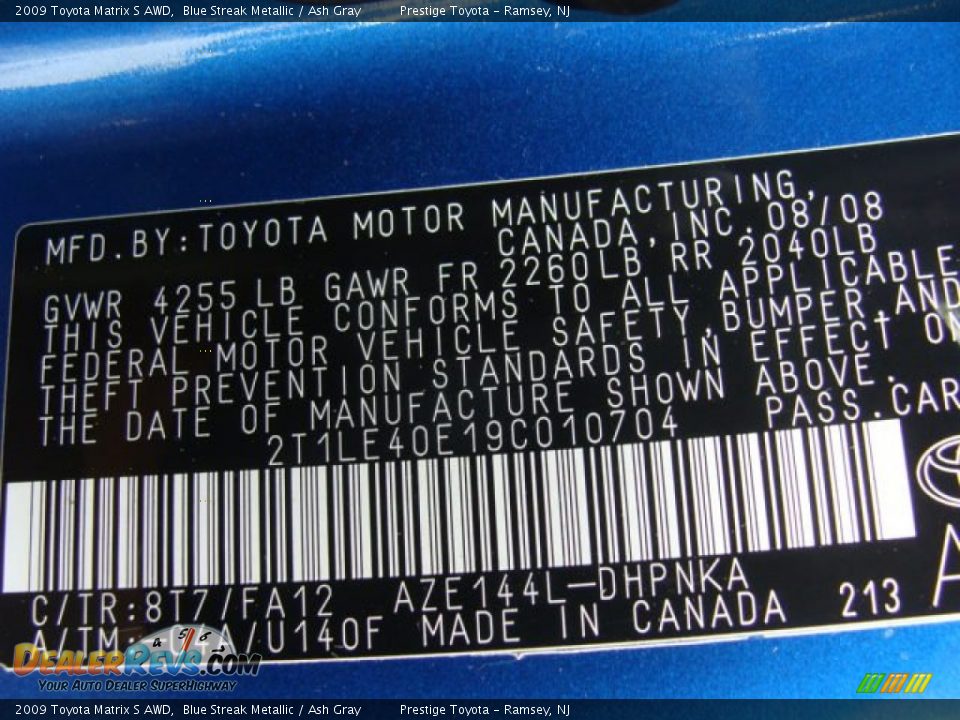 2009 Toyota Matrix S AWD, Blue Streak Metallic / Ash Gray Prestige Toyota - Ramsey, NJ
MFD.BY:TOYOTA MOTOR MANUFACTURING,
CANADA,INC.08/08
GVWR 4255LB GAWR FR 2260LB RR 2040LB
THIS VEHICLE CONFORMS TO ALL APPLICABLE
FEDERAL MOTOR VEHICLE SAFETY,BUMPER,AND
THEFT PREVENTION STANDARDS IN EFFECT ON
THE DATE OF MANUFACTURE SHOWN ABOVE.
2T1LE40E19C010704 PASS.CAR
C/TR:8T7/FA12 AZE144L-DHPNKA
A/TM: A/U140F MADE IN CANADA 213
DEALERREVS.COM
YOUR AUTO DEALER SUPERHIGHWAY
2009 Toyota Matrix S AWD, Blue Streak Metallic / Ash Gray Prestige Toyota - Ramsey, NJ